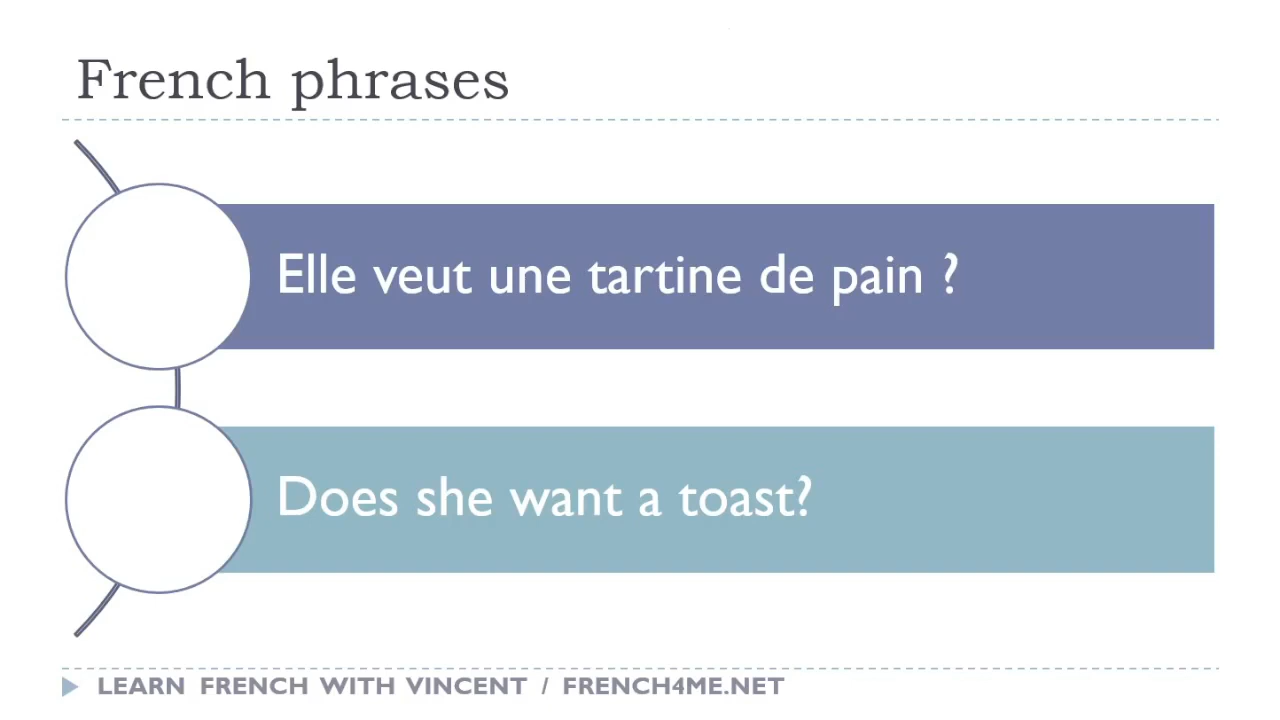 French phrases
Elle veut une tartine de pain ?
Does she want a toast?
LEARN FRENCH WITH VINCENT / FRENCH4ME.NET